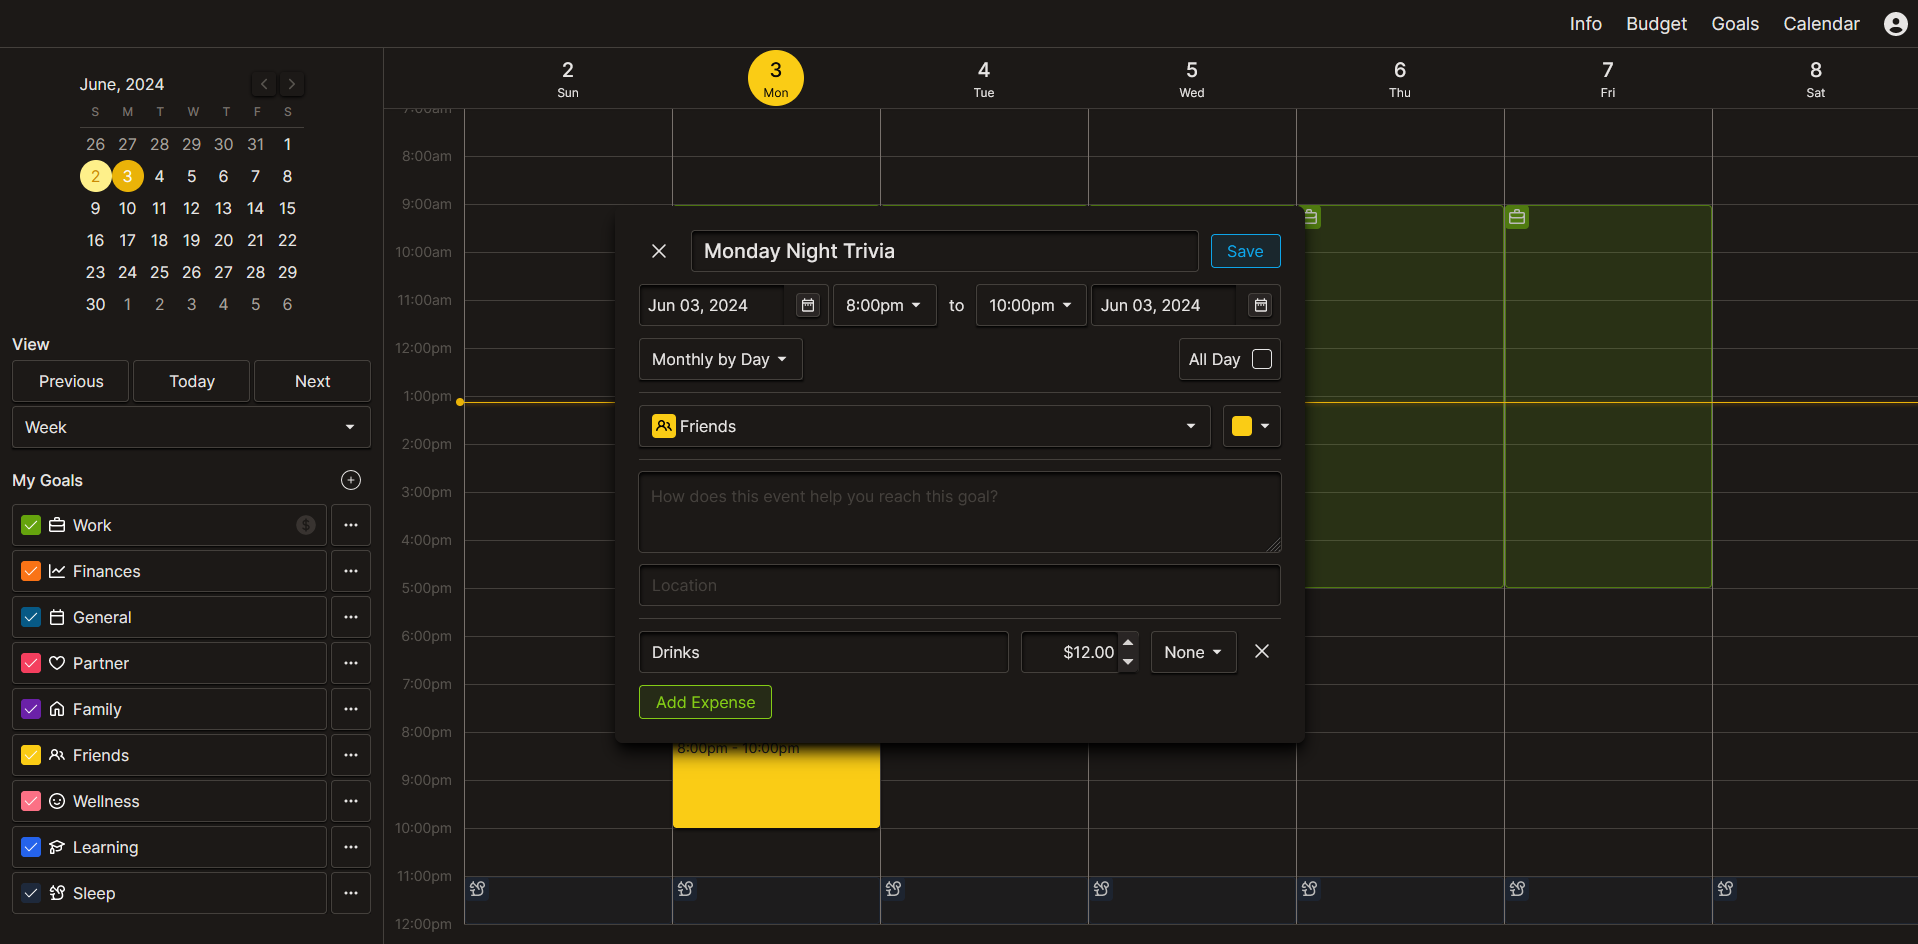 Info Budget Goals Calendar
June, 2024
S M T W T F S
26 27 28 29 30 31 1
2 3 4 5 6 7 8
9 10 11 12 13 14 15
16 17 18 19 20 21 22
23 24 25 26 27 28 29
30 1 2 3 4 5 6
View
Previous Today Next
Week
My Goals
Work $
Finances
General
Partner
Family
Friends
Wellness
Learning
Sleep
2 3 4 5 6 7 8
Sun Mon Tue Wed Thu Fri Sat
7:00am
8:00am
9:00am
10:00am
11:00am
12:00pm
1:00pm
2:00pm
3:00pm
4:00pm
5:00pm
6:00pm
7:00pm
8:00pm
9:00pm
10:00pm
11:00pm
12:00pm
Monday Night Trivia Save
Jun 03, 2024 8:00pm to 10:00pm Jun 03, 2024
Monthly by Day All Day
Friends
How does this event help you reach this goal?
Location
Drinks $12.00 None
Add Expense
8:00pm - 10:00pm